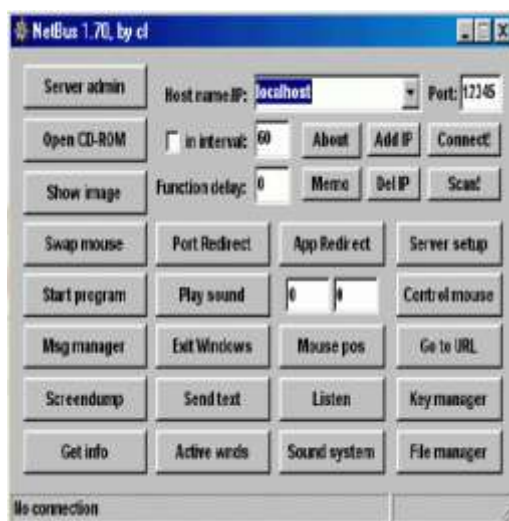 NetBus 1.70, by cf
Server admin Host name/IP: localhost Port: 12345
Open CD-ROM in interval: 60 About Add IP Connect!
Show image Function delay: 0 Memo Del IP Scan!
Swap mouse Port Redirect App Redirect Server setup
Start program Play sound 0 0 Control mouse
Msg manager Exit Windows Mouse pos Go to URL
Screendump Send text Listen Key manager
Get info Active wnds Sound system File manager
No connection